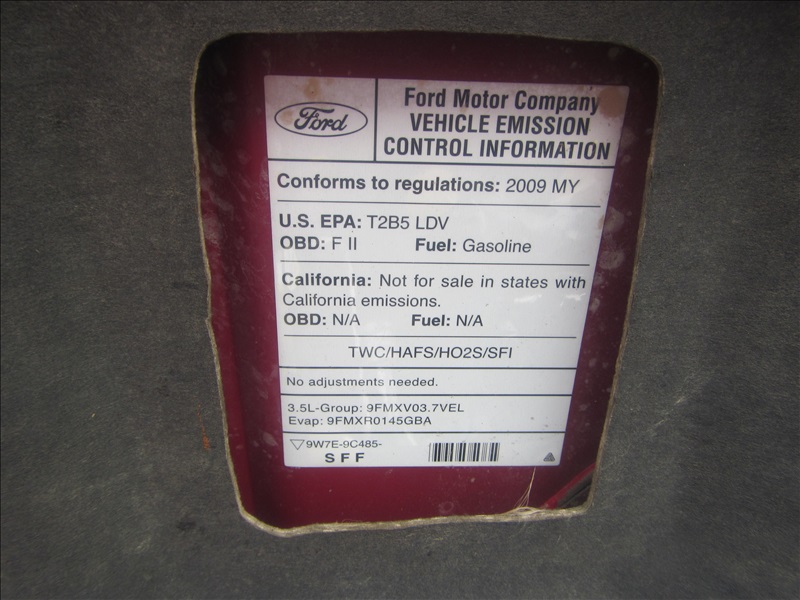 Ford
Ford Motor Company
VEHICLE EMISSION
CONTROL INFORMATION
Conforms to regulations: 2009 MY
U.S. EPA: T2B5 LDV
OBD: F II Fuel: Gasoline
California: Not for sale in states with
California emissions.
OBD: N/A Fuel: N/A
TWC/HAFS/HO2S/SFI
No adjustments needed.
3.5L-Group: 9FMXV03.7VEL
Evap: 9FMXR0145GBA
9W7E-9C485-
S F F